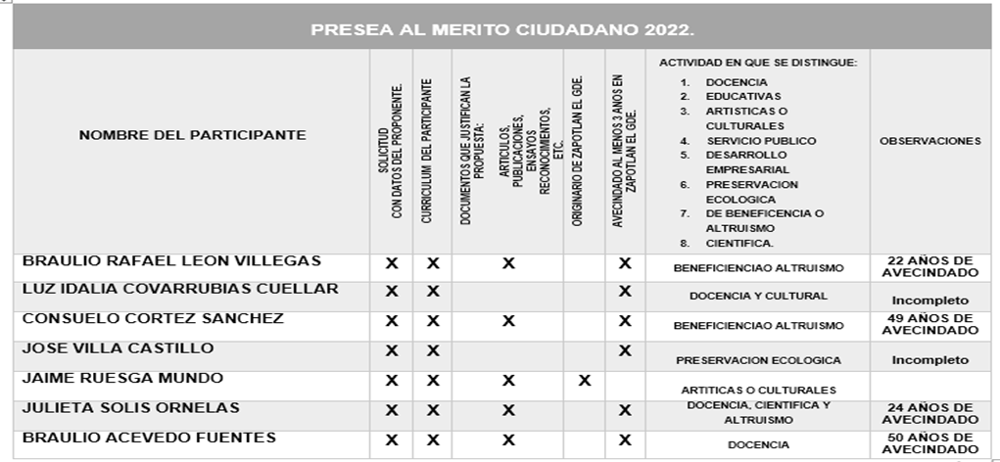 PRESEA AL MERITO CIUDADANO 2022.
NOMBRE DEL PARTICIPANTE
SOLICITUD
CON DATOS DEL PROPONENTE.
CURRICULUM DEL PARTICIPANTE
DOCUMENTOS QUE JUSTIFICAN LA
PROPUESTA:
ARTICULOS,
PUBLICACIONES,
ENSAYOS
RECONOCIMIENTOS,
ETC.
ORIGINARIO DE ZAPOTLAN EL GDE.
AVECINDADO AL MENOS 3 ANOS EN
ZAPOTLAN EL GDE.
ACTIVIDAD EN QUE SE DISTINGUE:
1. DOCENCIA
2. EDUCATIVAS
3. ARTISTICAS O
CULTURALES
4. SERVICIO PUBLICO
5. DESARROLLO
EMPRESARIAL
6. PRESERVACION
ECOLOGICA
7. DE BENEFICENCIA O
ALTRUISMO
8. CIENTIFICA.
OBSERVACIONES
BRAULIO RAFAEL LEON VILLEGAS X X X X BENEFICIENCIAO ALTRUISMO 22 AÑOS DE
AVECINDADO
LUZ IDALIA COVARRUBIAS CUELLAR X X X DOCENCIA Y CULTURAL Incompleto
CONSUELO CORTEZ SANCHEZ X X X X BENEFICIENCIAO ALTRUISMO 49 AÑOS DE
AVECINDADO
JOSE VILLA CASTILLO X X X PRESERVACION ECOLOGICA Incompleto
JAIME RUESGA MUNDO X X X X ARTITICAS O CULTURALES
JULIETA SOLIS ORNELAS X X X X DOCENCIA, CIENTIFICA Y
ALTRUISMO
24 AÑOS DE
AVECINDADO
BRAULIO ACEVEDO FUENTES X X X X DOCENCIA 50 AÑOS DE
AVECINDADO